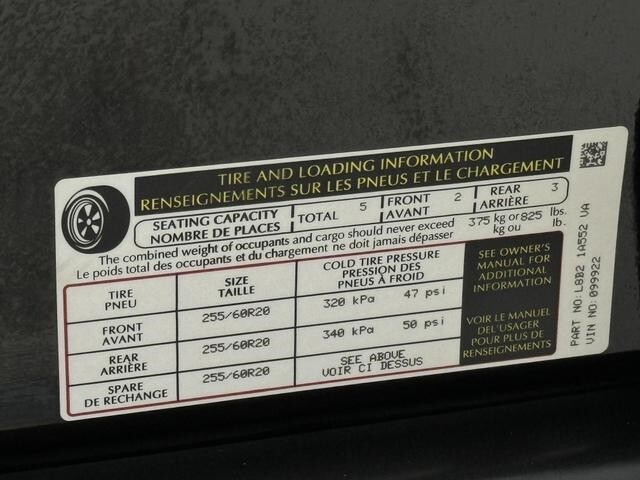 TIRE AND LOADING INFORMATION
RENSEIGNEMENTS SUR LES PNEUS ET LE CHARGEMENT
SEATING CAPACITY
NOMBRE DE PLACES
TOTAL 5
FRONT
AVANT 2
REAR
ARRIÈRE 3
The combined weight of occupants and cargo should never exceed 375 kg or 825 lbs.
Le poids total des occupants et du chargement ne doit jamais dépasser kg ou lb.
TIRE
PNEU
SIZE
TAILLE
COLD TIRE PRESSURE
PRESSION DES
PNEUS À FROID
FRONT
AVANT
255/60R20
320 kPa 47 psi
REAR
ARRIÈRE
255/60R20
340 kPa 50 psi
SPARE
DE RECHANGE
255/60R20
SEE ABOVE
VOIR CI DESSUS
SEE OWNER'S
MANUAL FOR
ADDITIONAL
INFORMATION
VOIR LE MANUEL
DE L'USAGER
POUR PLUS DE
RENSEIGNEMENTS
PART NO: L8B2 1A552 VA
VIN NO: 099922